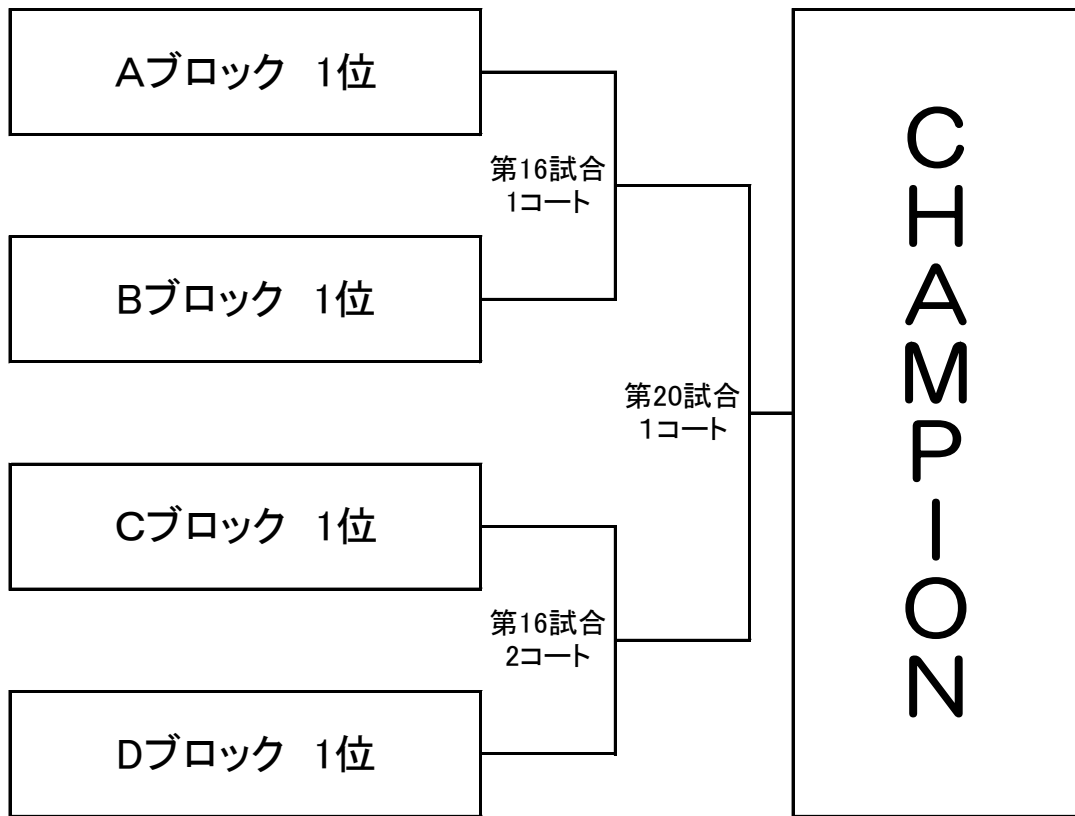 Aブロック 1位
第16試合
1コート
Bブロック 1位
第20試合
1コート
Cブロック 1位
第16試合
2コート
Dブロック 1位
CHAMPION